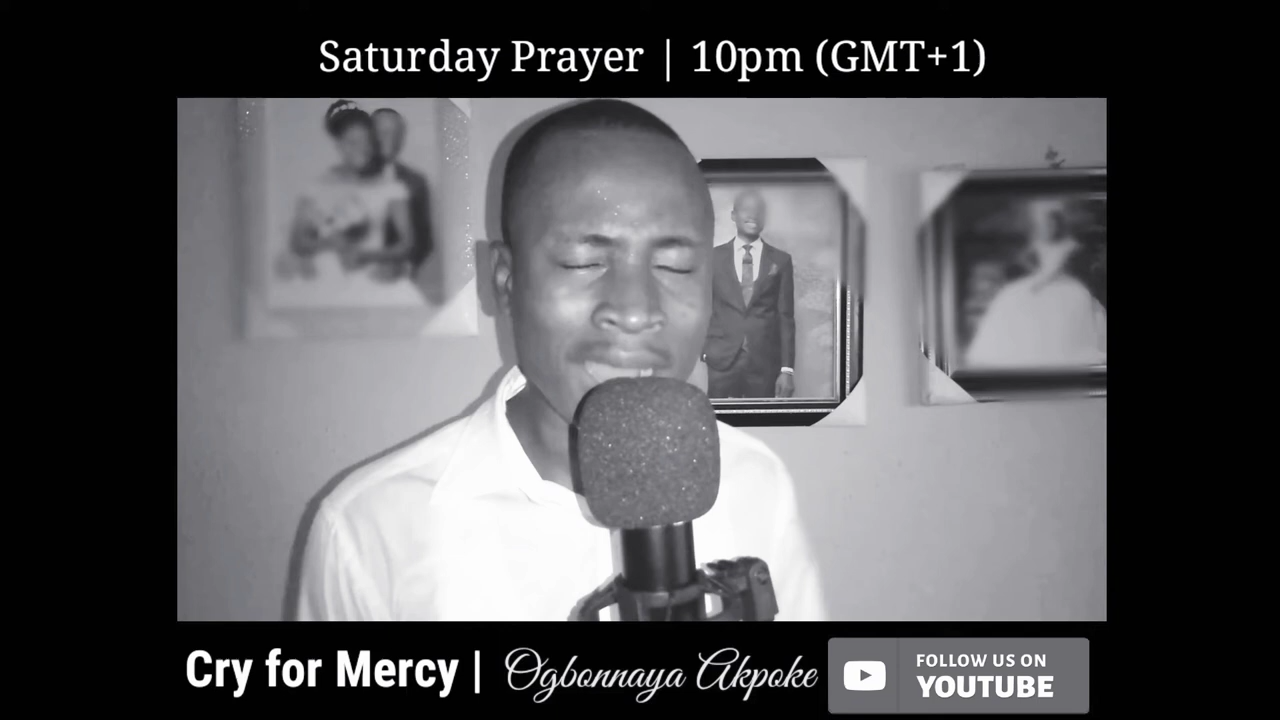 Saturday Prayer | 10pm (GMT+1)
Cry for Mercy | Ogbonnaya Akpoke
FOLLOW US ON
YOUTUBE